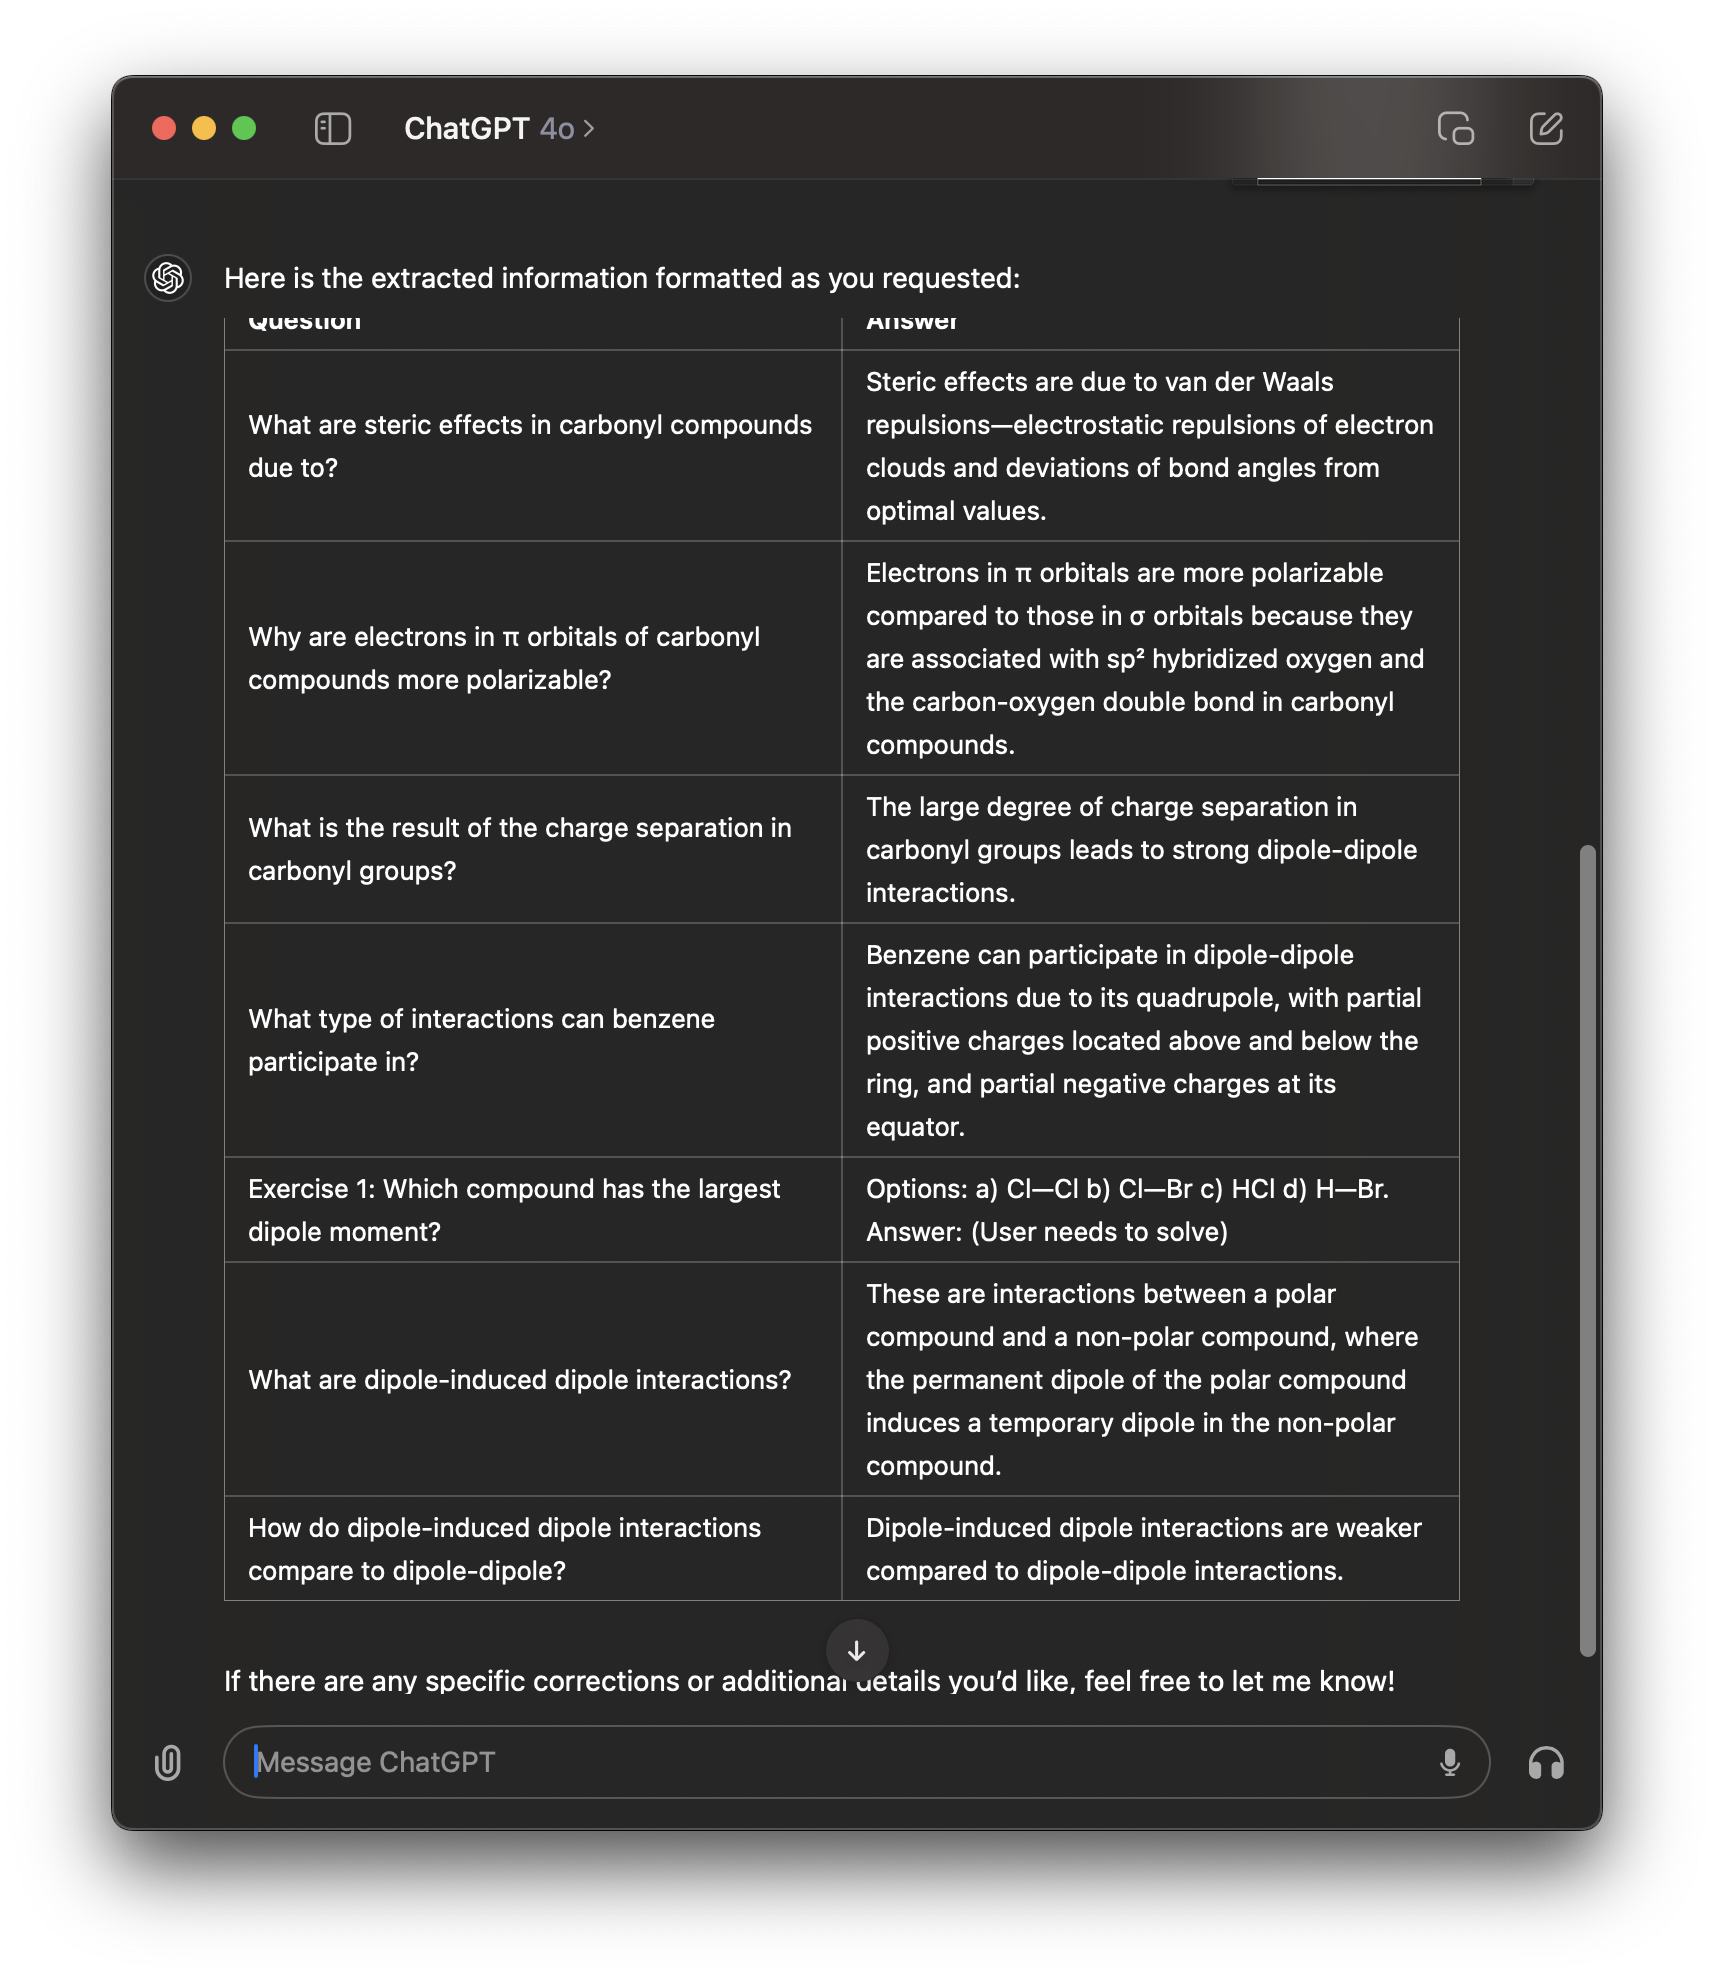 ChatGPT 4o >
Here is the extracted information formatted as you requested:
Question
Answer
What are steric effects in carbonyl compounds
due to?
Steric effects are due to van der Waals
repulsions—electrostatic repulsions of electron
clouds and deviations of bond angles from
optimal values.
Why are electrons in π orbitals of carbonyl
compounds more polarizable?
Electrons in π orbitals are more polarizable
compared to those in σ orbitals because they
are associated with sp² hybridized oxygen and
the carbon-oxygen double bond in carbonyl
compounds.
What is the result of the charge separation in
carbonyl groups?
The large degree of charge separation in
carbonyl groups leads to strong dipole-dipole
interactions.
What type of interactions can benzene
participate in?
Benzene can participate in dipole-dipole
interactions due to its quadrupole, with partial
positive charges located above and below the
ring, and partial negative charges at its
equator.
Exercise 1: Which compound has the largest
dipole moment?
Options: a) Cl—Cl b) Cl—Br c) HCl d) H—Br.
Answer: (User needs to solve)
What are dipole-induced dipole interactions?
These are interactions between a polar
compound and a non-polar compound, where
the permanent dipole of the polar compound
induces a temporary dipole in the non-polar
compound.
How do dipole-induced dipole interactions
compare to dipole-dipole?
Dipole-induced dipole interactions are weaker
compared to dipole-dipole interactions.
If there are any specific corrections or additional details you’d like, feel free to let me know!
Message ChatGPT